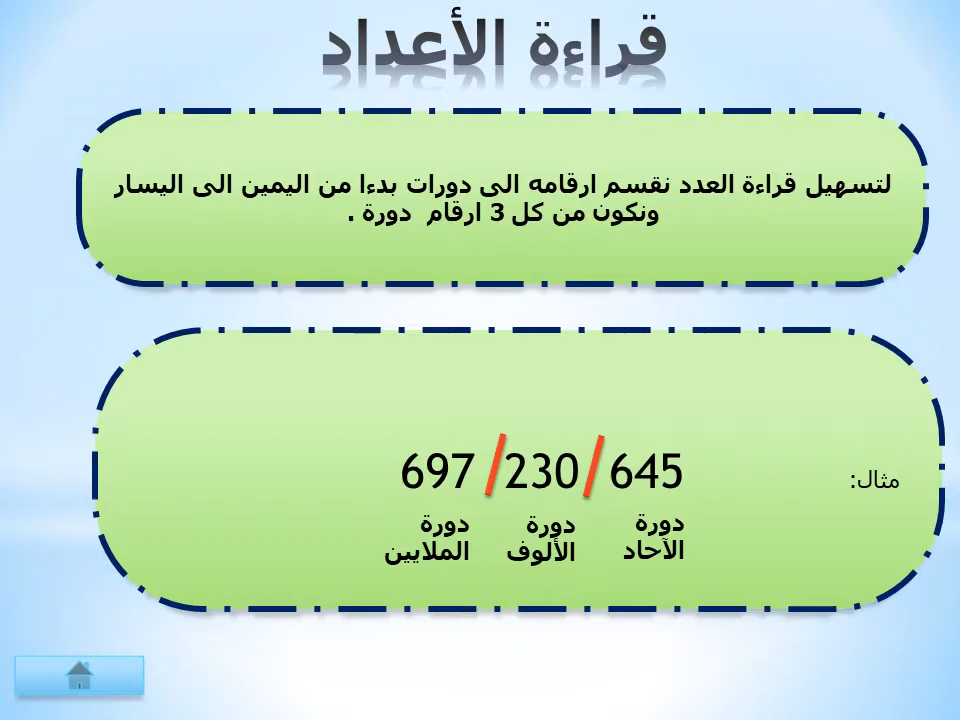 قراءة الأعداد
لتسهيل قراءة العدد نقسم ارقامه الى دورات بدءا من اليمين الى اليسار
ونكون من كل 3 ارقام دورة .
مثال:
697 / 230 / 645
دورة الآحاد
دورة الألوف
دورة الملايين